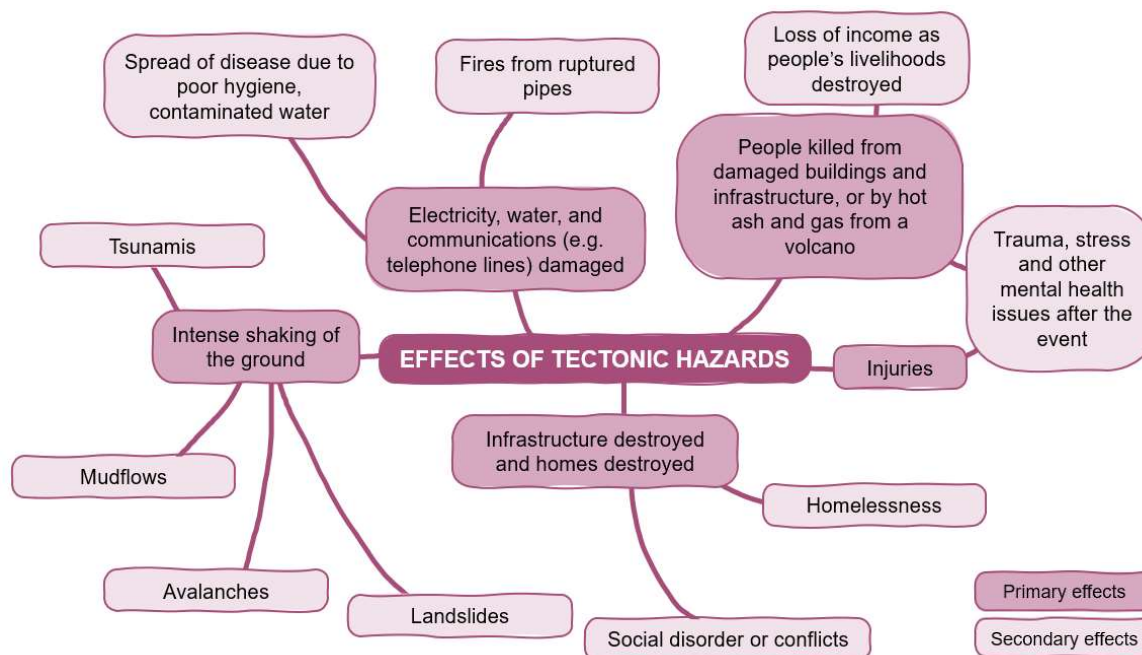 Spread of disease due to
poor hygiene,
contaminated water
Fires from ruptured
pipes
Loss of income as
people's livelihoods
destroyed
People killed from
damaged buildings and
infrastructure, or by hot
ash and gas from a
volcano
Electricity, water, and
communications (e.g.
telephone lines) damaged
Trauma, stress
and other
mental health
issues after the
event
Tsunamis
Intense shaking of
the ground
EFFECTS OF TECTONIC HAZARDS
Injuries
Infrastructure destroyed
and homes destroyed
Mudflows
Homelessness
Avalanches
Landslides
Social disorder or conflicts
Primary effects
Secondary effects